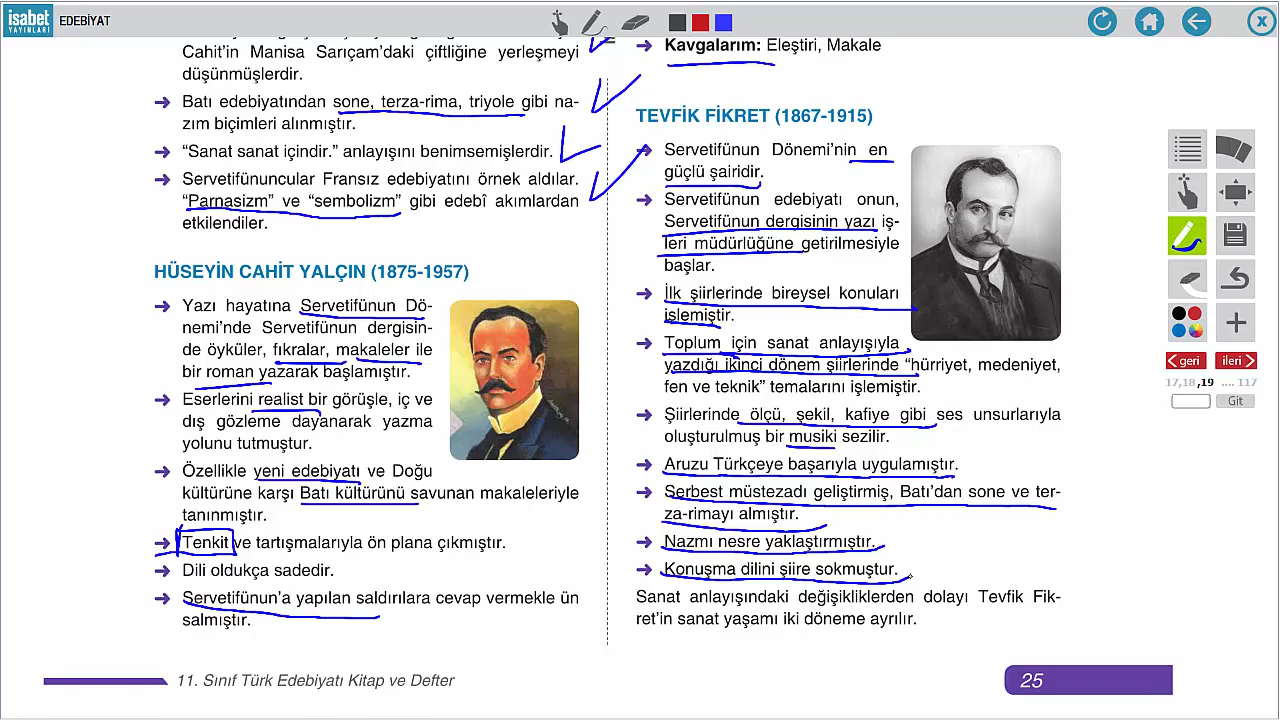 isabet
YAYINLARI
EDEBİYAT
Cahit’in Manisa Sarıçam’daki çiftliğine yerleşmeyi
düşünmüşlerdir.
➔ Batı edebiyatından sone, terza-rima, triyole gibi na-
zım biçimleri alınmıştır.
➔ “Sanat sanat içindir.” anlayışını benimsemişlerdir.
➔ Servetifünuncular Fransız edebiyatını örnek aldılar.
“Parnasizm” ve “sembolizm” gibi edebî akımlardan
etkilendiler.
HÜSEYİN CAHİT YALÇIN (1875-1957)
➔ Yazı hayatına Servetifünun Dö-
nemi’nde Servetifünun dergisin-
de öyküler, fıkralar, makaleler ile
bir roman yazarak başlamıştır.
➔ Eserlerini realist bir görüşle, iç ve
dış gözleme dayanarak yazma
yolunu tutmuştur.
➔ Özellikle yeni edebiyatı ve Doğu
kültürüne karşı Batı kültürünü savunan makaleleriyle
tanınmıştır.
➔ Tenkit ve tartışmalarıyla ön plana çıkmıştır.
➔ Dili oldukça sadedir.
➔ Servetifünun’a yapılan saldırılara cevap vermekle ün
salmıştır.
➔ Kavgalarım: Eleştiri, Makale
TEVFİK FİKRET (1867-1915)
➔ Servetifünun Dönemi’nin en
güçlü şairidir.
➔ Servetifünun edebiyatı onun,
Servetifünun dergisinin yazı iş-
leri müdürlüğüne getirilmesiyle
başlar.
➔ İlk şiirlerinde bireysel konuları
işlemiştir.
➔ Toplum için sanat anlayışıyla
yazdığı ikinci dönem şiirlerinde “hürriyet, medeniyet,
fen ve teknik” temalarını işlemiştir.
➔ Şiirlerinde ölçü, şekil, kafiye gibi ses unsurlarıyla
oluşturulmuş bir musiki sezilir.
➔ Aruzu Türkçeye başarıyla uygulamıştır.
➔ Serbest müstezadı geliştirmiş, Batı’dan sone ve ter-
za-rimayı almıştır.
➔ Nazmı nesre yaklaştırmıştır.
➔ Konuşma dilini şiire sokmuştur.
Sanat anlayışındaki değişikliklerden dolayı Tevfik Fik-
ret’in sanat yaşamı iki döneme ayrılır.
geri ileri
17,18,19 .... 117
Git
11. Sınıf Türk Edebiyatı Kitap ve Defter
25